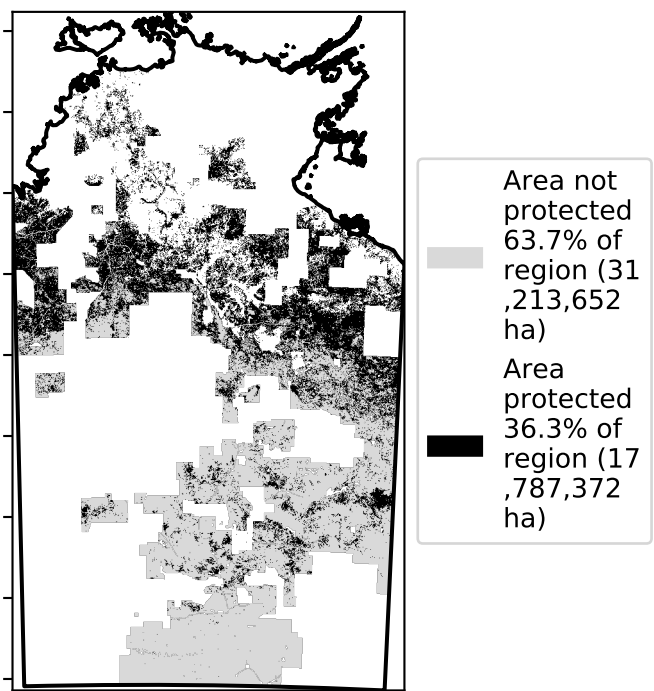 Area not
protected
63.7% of
region (31
,213,652
ha)
Area
protected
36.3% of
region (17
,787,372
ha)